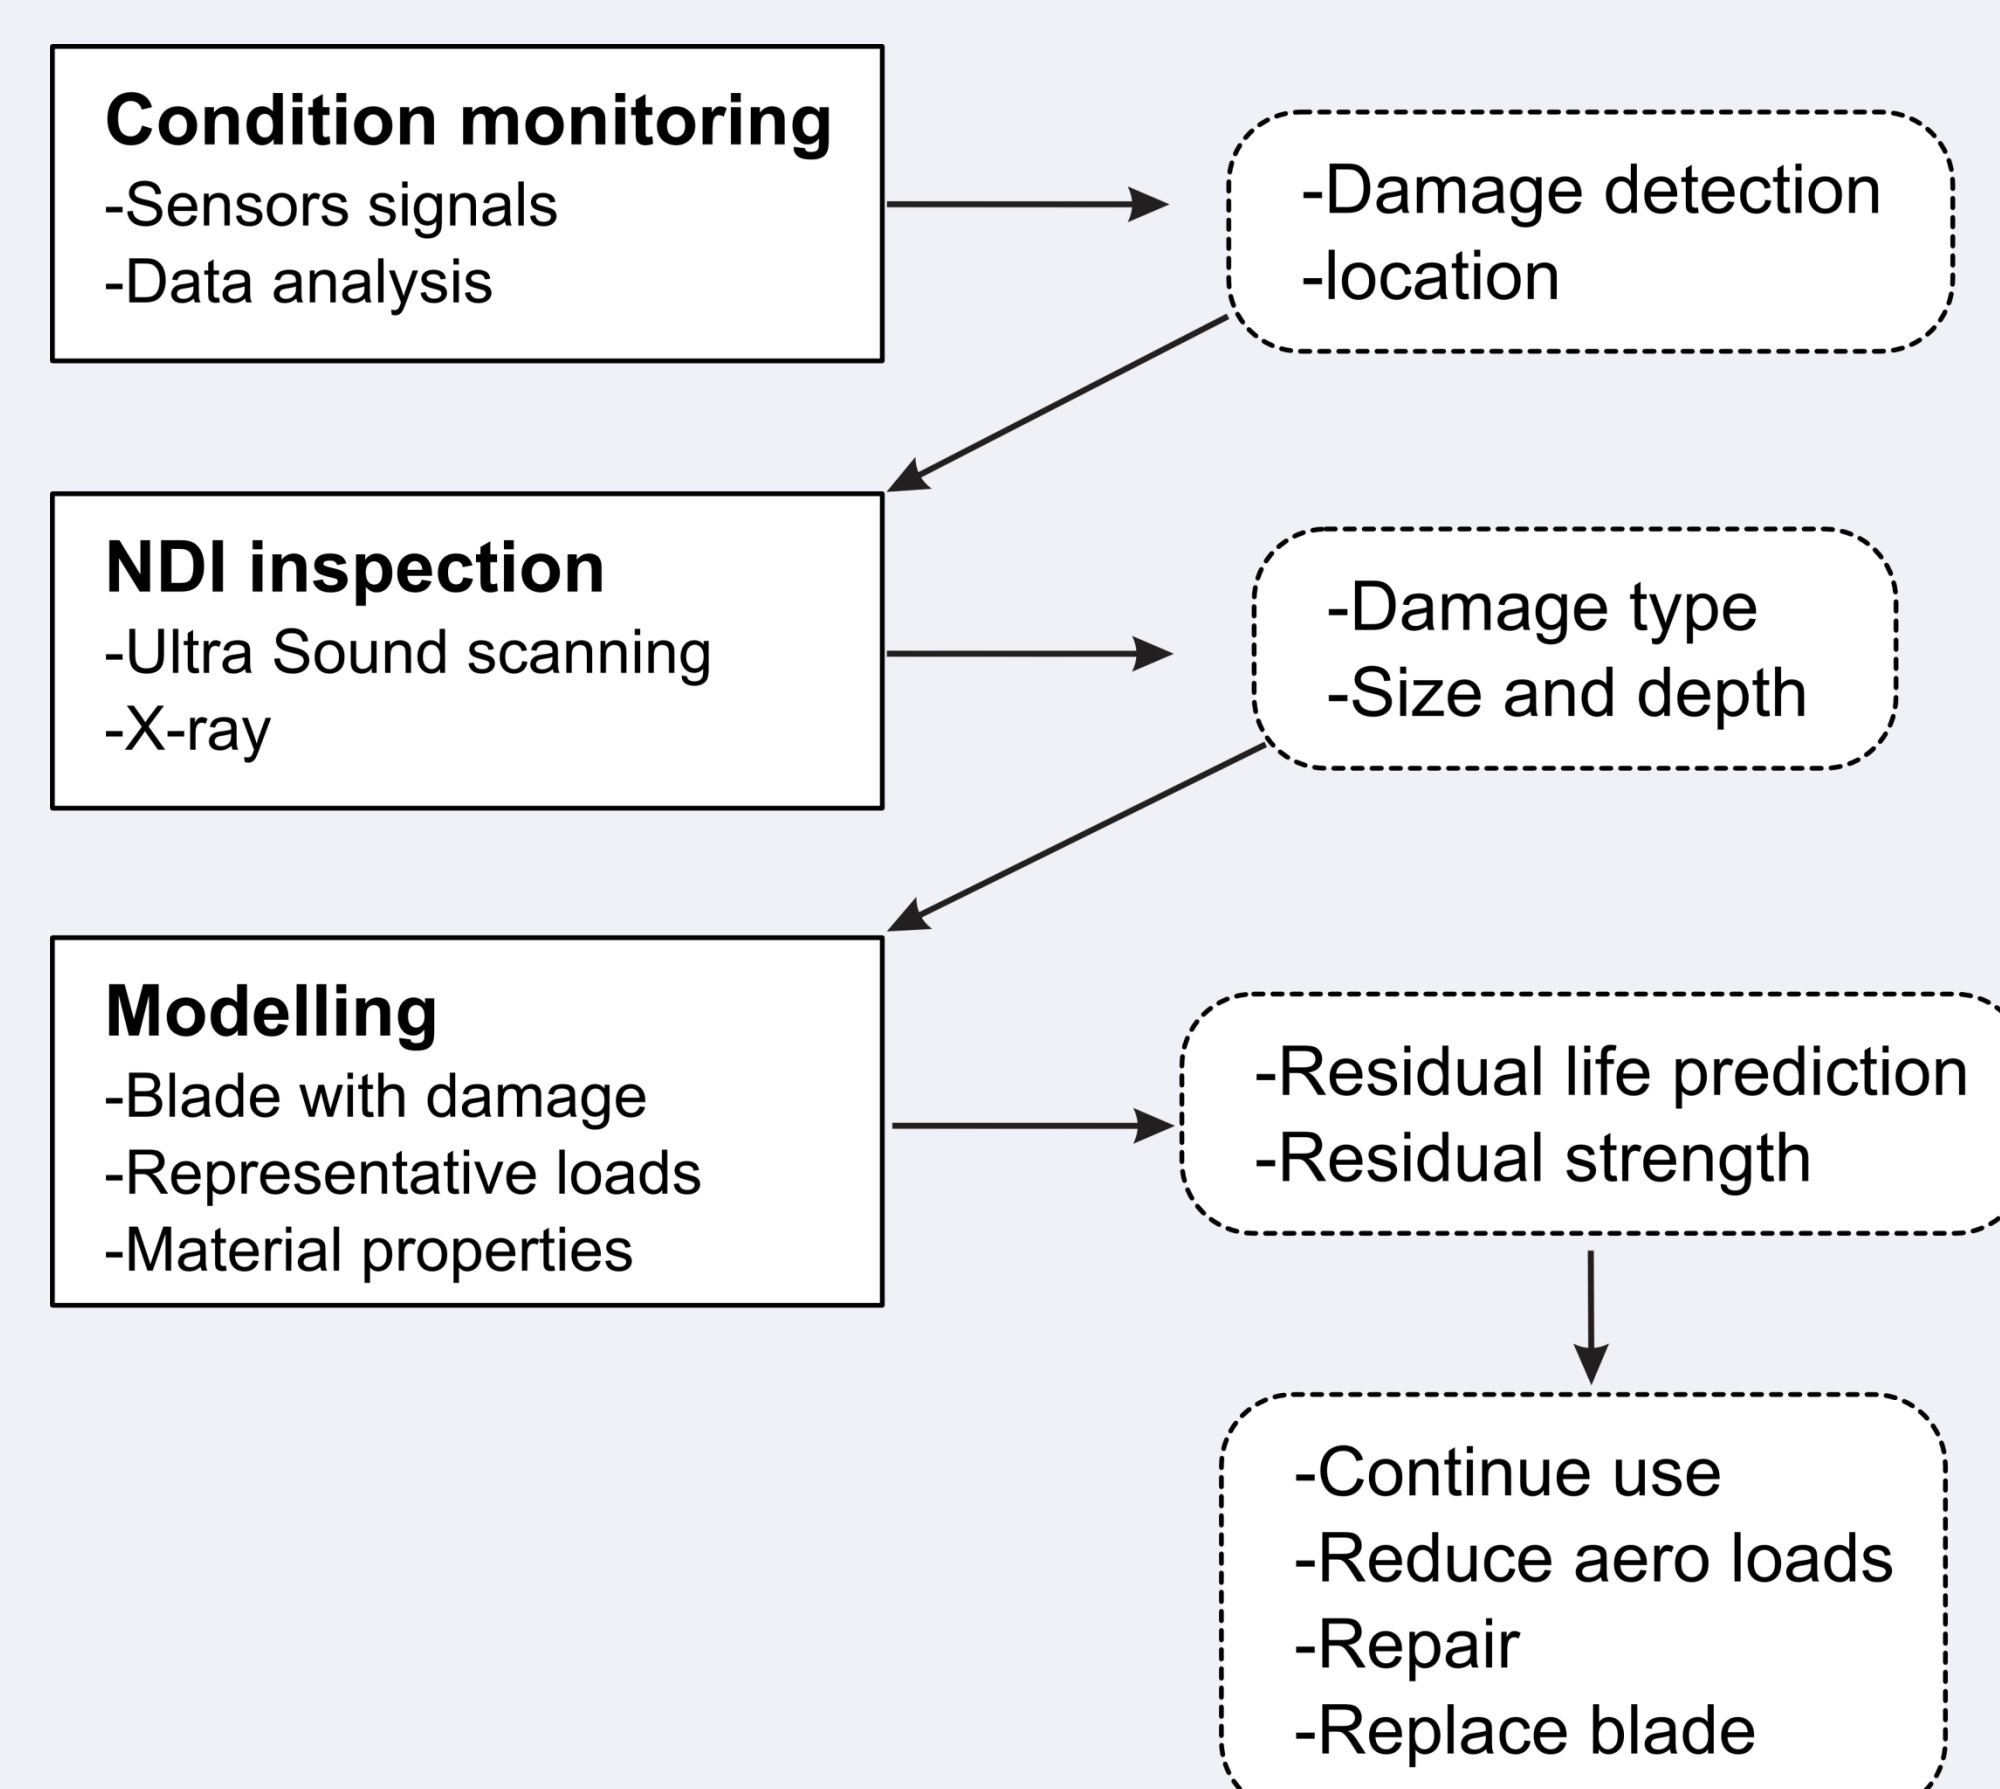 Condition monitoring
-Sensors signals
-Data analysis
-Damage detection
-location
NDI inspection
-Ultra Sound scanning
-X-ray
-Damage type
-Size and depth
Modelling
-Blade with damage
-Representative loads
-Material properties
-Residual life prediction
-Residual strength
-Continue use
-Reduce aero loads
-Repair
-Replace blade